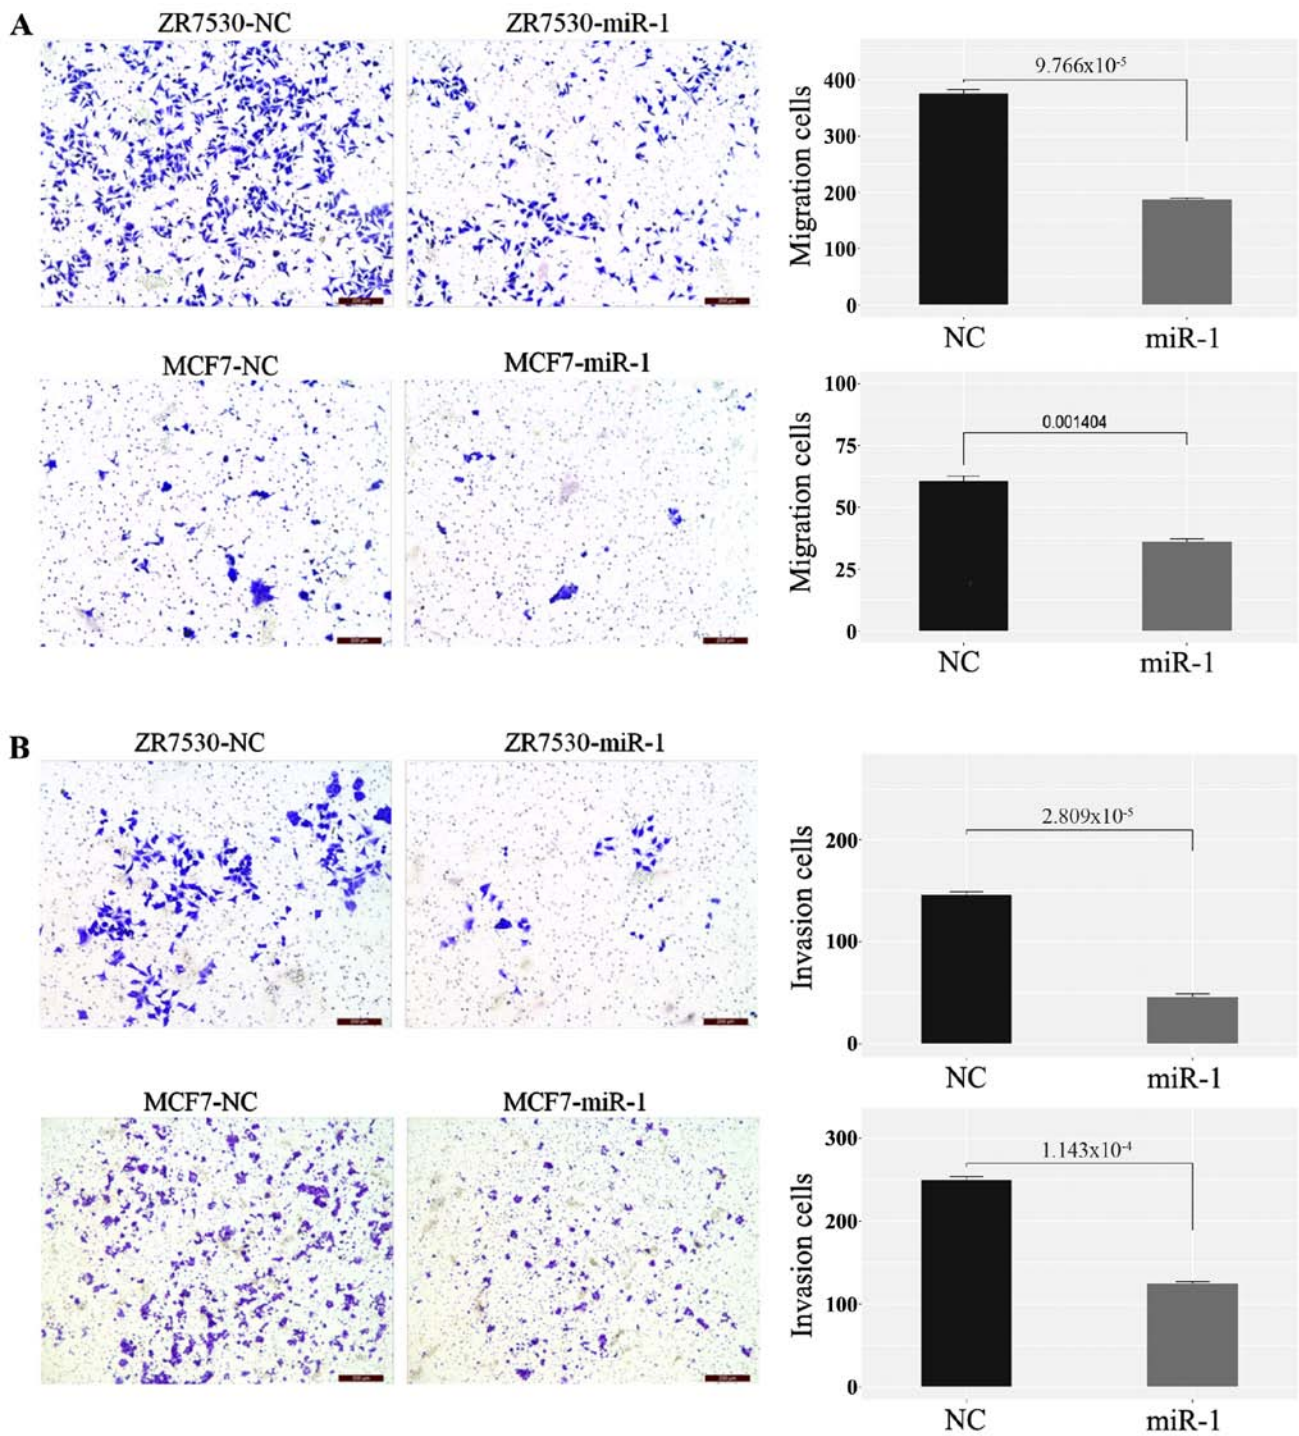 A
ZR7530-NC
ZR7530-miR-1
400
300
200
100
0
Migration cells
9.766x10⁻⁵
NC
miR-1
MCF7-NC
MCF7-miR-1
100
75
50
25
0
Migration cells
0.001404
NC
miR-1
B
ZR7530-NC
ZR7530-miR-1
200
100
0
Invasion cells
2.809x10⁻⁵
NC
miR-1
MCF7-NC
MCF7-miR-1
300
200
100
0
Invasion cells
1.143x10⁻⁴
NC
miR-1